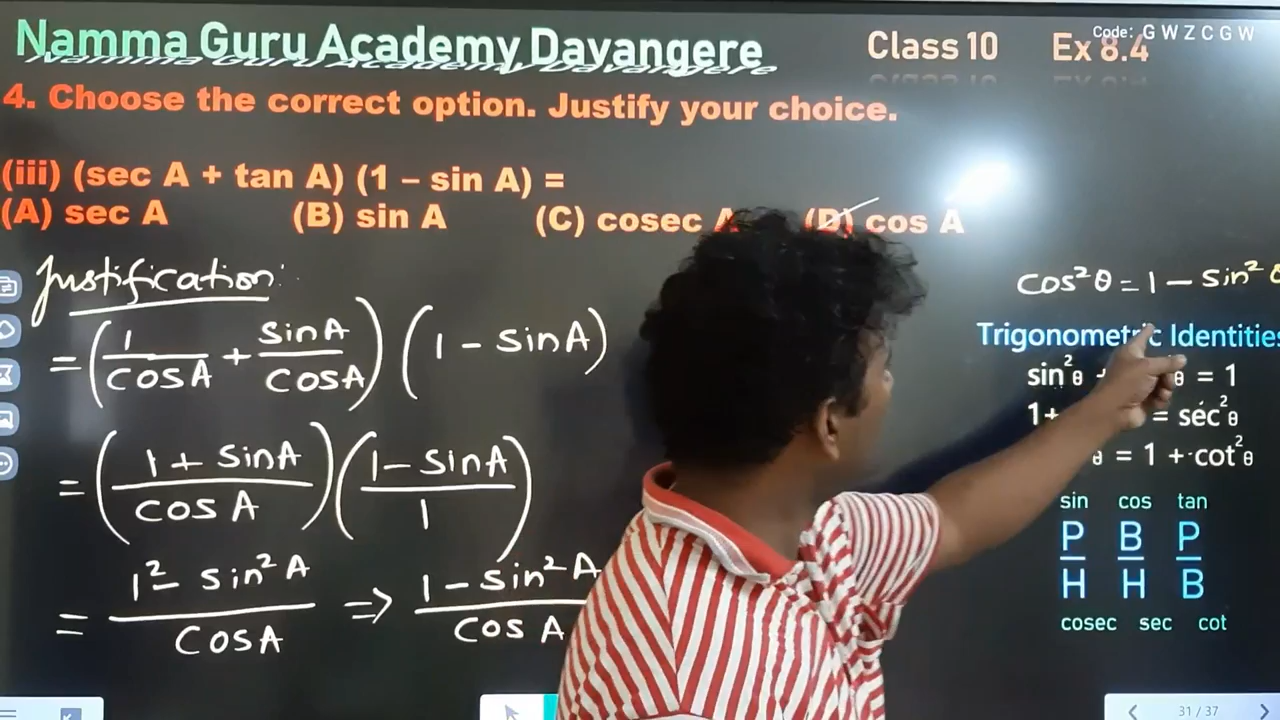 Namma Guru Academy Davangere Class 10 Ex 8.4
Code: G W Z C G W
4. Choose the correct option. Justify your choice.
(iii) (sec A + tan A) (1 – sin A) =
(A) sec A (B) sin A (C) cosec A (D) cos A
Justification:
= (1/cosA + sinA/cosA) (1 - sinA)
= (1 + sinA/cosA) (1 - sinA/1)
= 1² - sin²A/cosA => 1 - sin²A/cosA
cos²θ = 1 - sin²θ
Trigonometric Identities
sin²θ + θ = 1
1+ = sec²θ
θ = 1 + cot²θ
sin cos tan
P B P
H H B
cosec sec cot
31 / 37